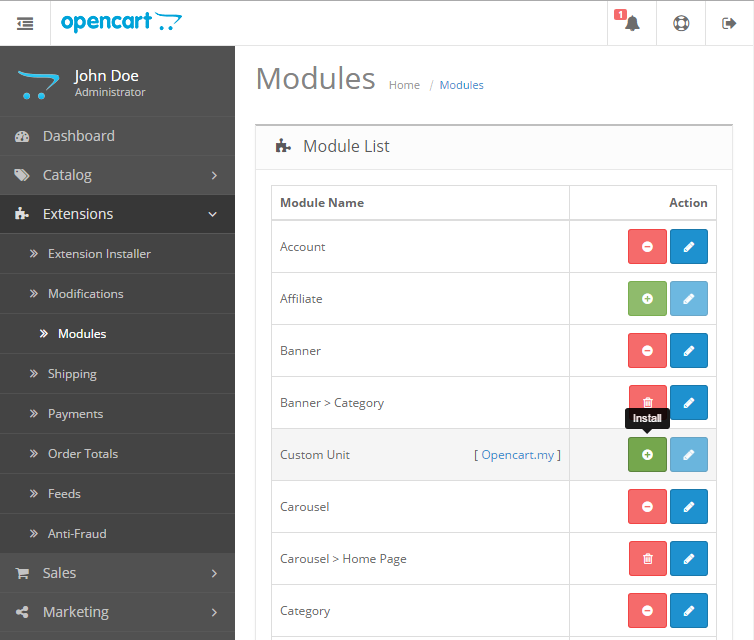 opencart
1
John Doe
Administrator
Dashboard
Catalog
Extensions
Extension Installer
Modifications
Modules
Shipping
Payments
Order Totals
Feeds
Anti-Fraud
Sales
Marketing
Modules Home / Modules
Module List
Module Name Action
Account
Affiliate
Banner
Banner > Category
Install
Custom Unit [ Opencart.my ]
Carousel
Carousel > Home Page
Category